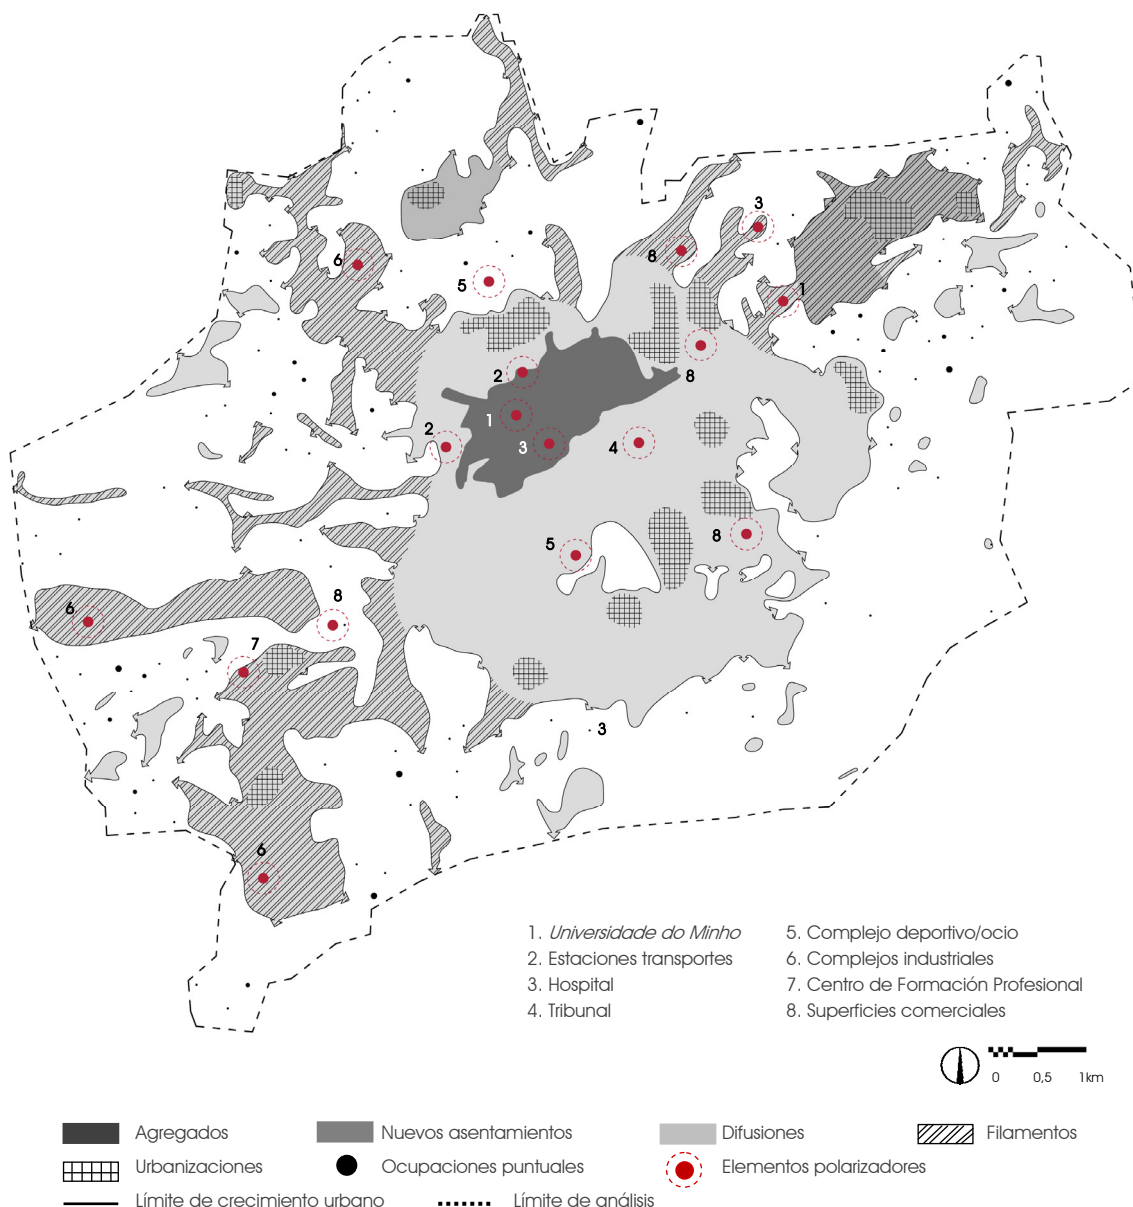 3
8
6
5
1
2
8
1
2
3
4
5
8
6
8
7
3
6
1. Universidade do Minho
2. Estaciones transportes
3. Hospital
4. Tribunal
5. Complejo deportivo/ocio
6. Complejos industriales
7. Centro de Formación Profesional
8. Superficies comerciales
0 0,5 1km
Agregados Nuevos asentamientos Difusiones Filamentos
Urbanizaciones Ocupaciones puntuales Elementos polarizadores
Límite de crecimiento urbano Límite de análisis